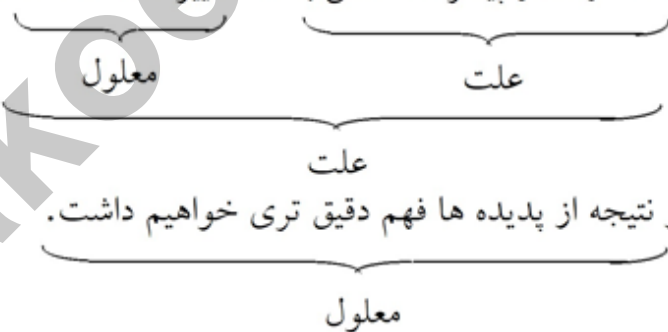 علت معلول
علت
نتیجه از پدیده ها فهم دقیق تری خواهیم داشت.
معلول